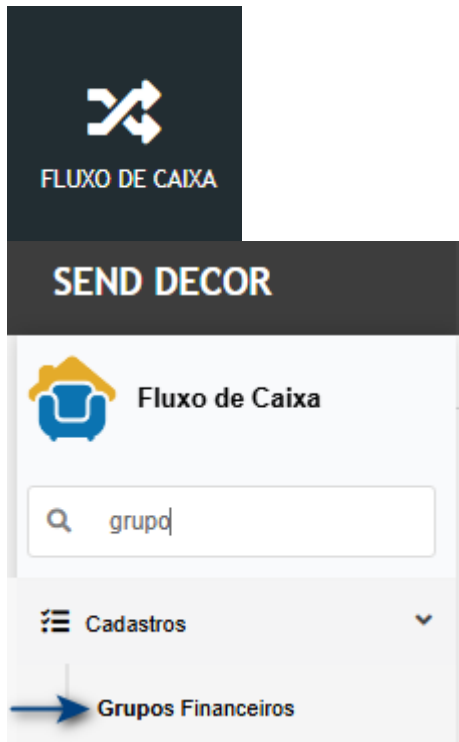 FLUXO DE CAIXA
SEND DECOR
Fluxo de Caixa
grupo
Cadastros
Grupos Financeiros